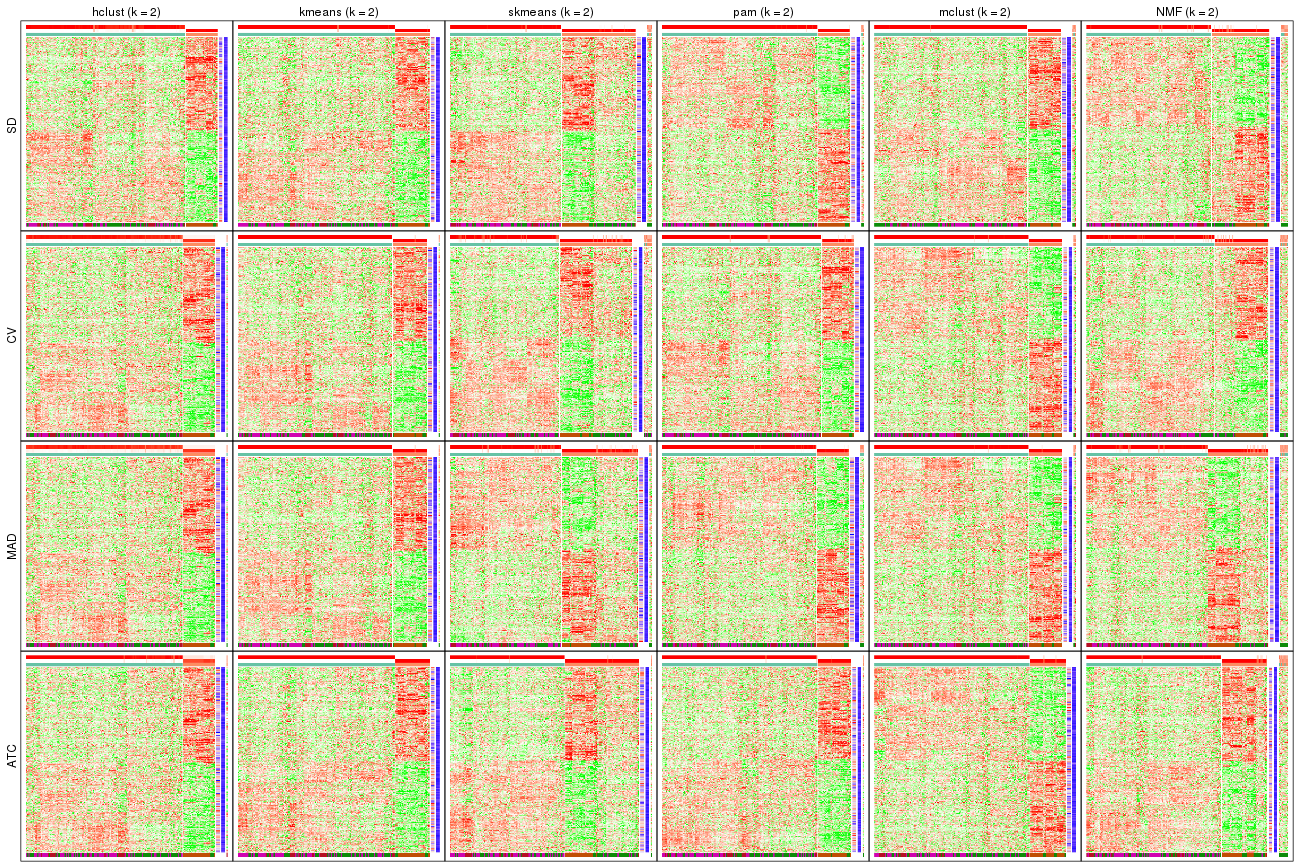 hclust (k = 2) kmeans (k = 2) skmeans (k = 2) pam (k = 2) mclust (k = 2) NMF (k = 2)
SD
CV
MAD
ATC